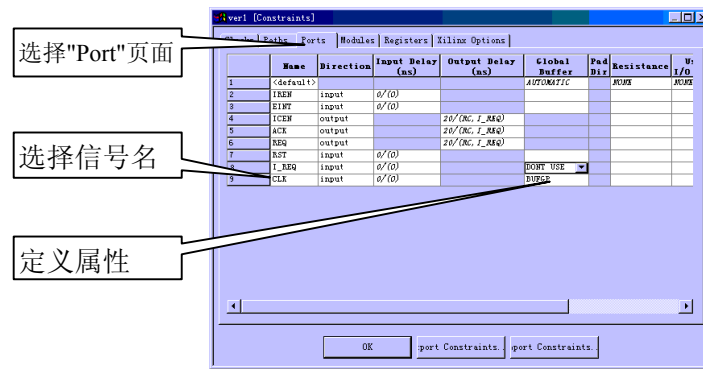 ver1 [Constraints]
Paths Ports Modules Registers Xilinx Options
选择"Port"页面
Name Direction Input Delay (ns) Output Delay (ns) Global Buffer Pad Dir Resistance I/O
1 <default> AUTOMATIC NONE NONE
2 IREN input 0/(0)
3 EINT input 0/(0)
4 ICEN output 20/(RC, I_REQ)
5 ACK output 20/(RC, I_REQ)
6 REQ output 20/(RC, I_REQ)
7 RST input 0/(0)
8 I_REQ input 0/(0) DONT USE
9 CLK input 0/(0) BUFGP
选择信号名
定义属性
OK port Constraints.. port Constraints..